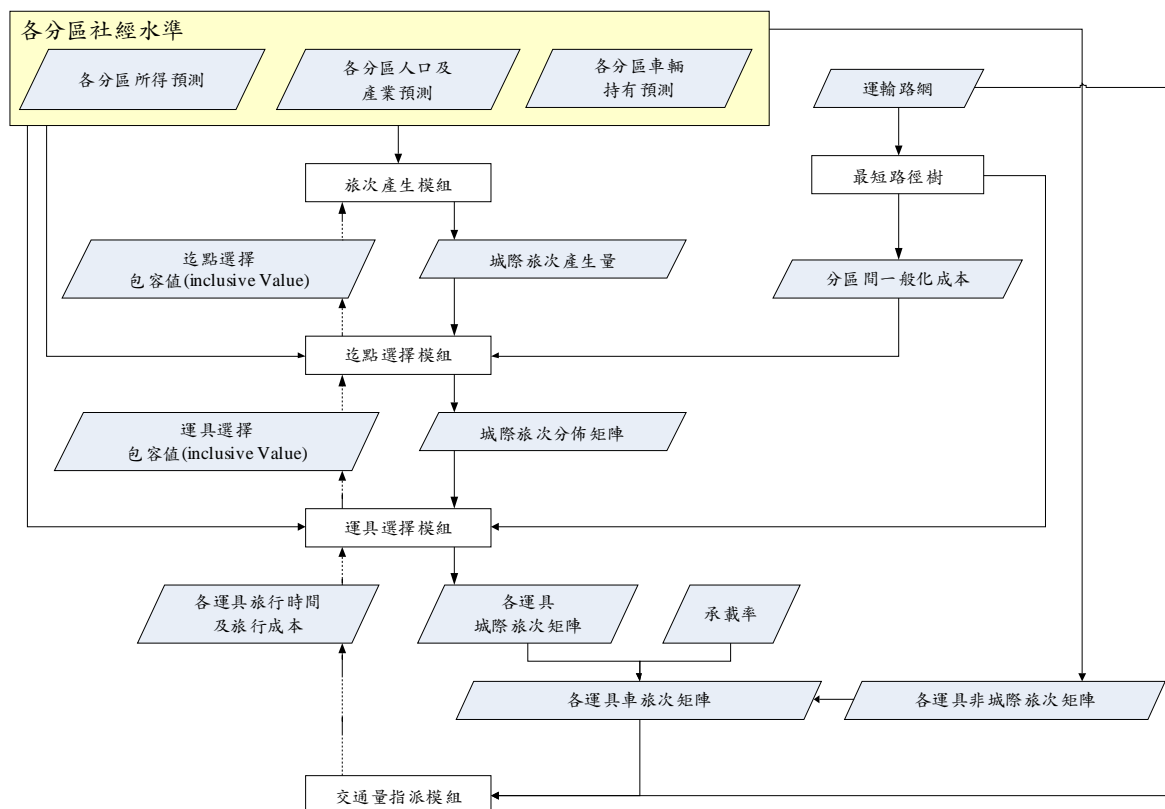 各分區社經水準
各分區所得預測
各分區人口及
產業預測
各分區車輛
持有預測
運輸路網
旅次產生模組
最短路徑樹
迄點選擇
包容值(inclusive Value)
城際旅次產生量
分區間一般化成本
迄點選擇模組
運具選擇
包容值(inclusive Value)
城際旅次分佈矩陣
運具選擇模組
各運具旅行時間
及旅行成本
各運具
城際旅次矩陣
承載率
各運具車旅次矩陣
各運具非城際旅次矩陣
交通量指派模組